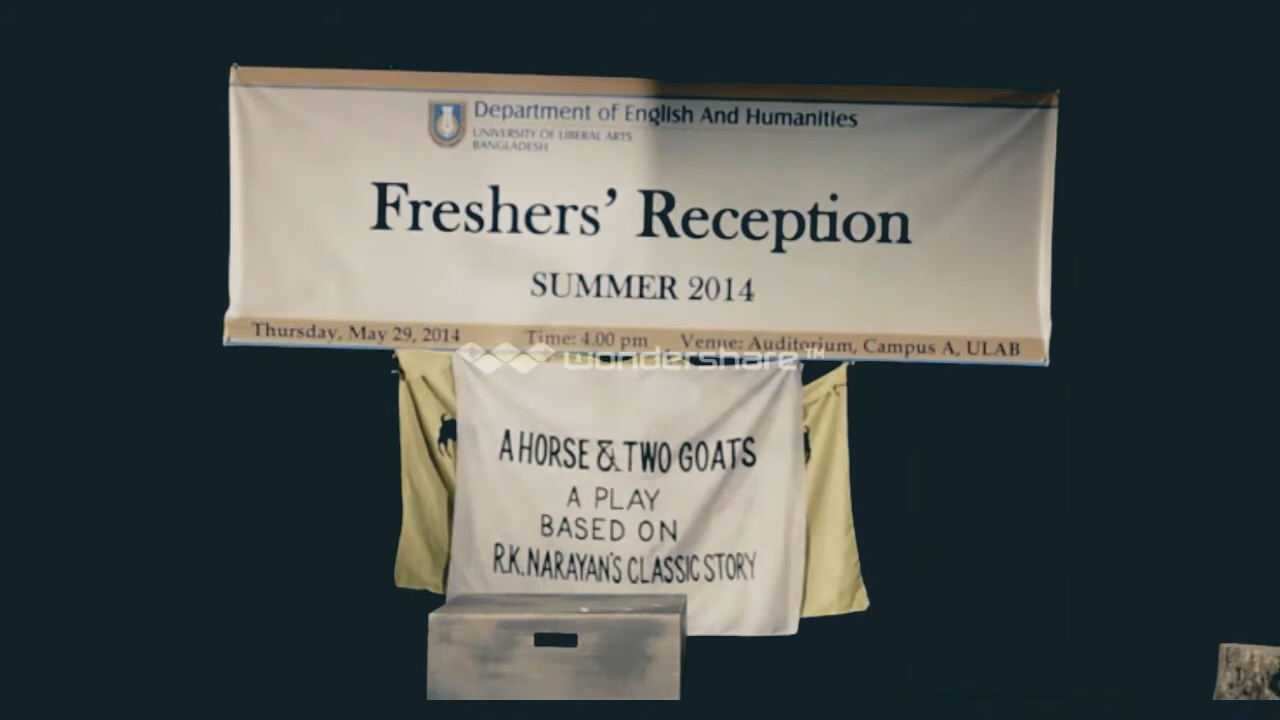 Department of English And Humanities
UNIVERSITY OF LIBERAL ARTS
BANGLADESH
Freshers’ Reception
SUMMER 2014
Thursday, May 29, 2014 Time: 4.00 pm Venue: Auditorium, Campus A, ULAB
wondershare™
A HORSE & TWO GOATS
A PLAY
BASED ON
R.K. NARAYAN'S CLASSIC STORY